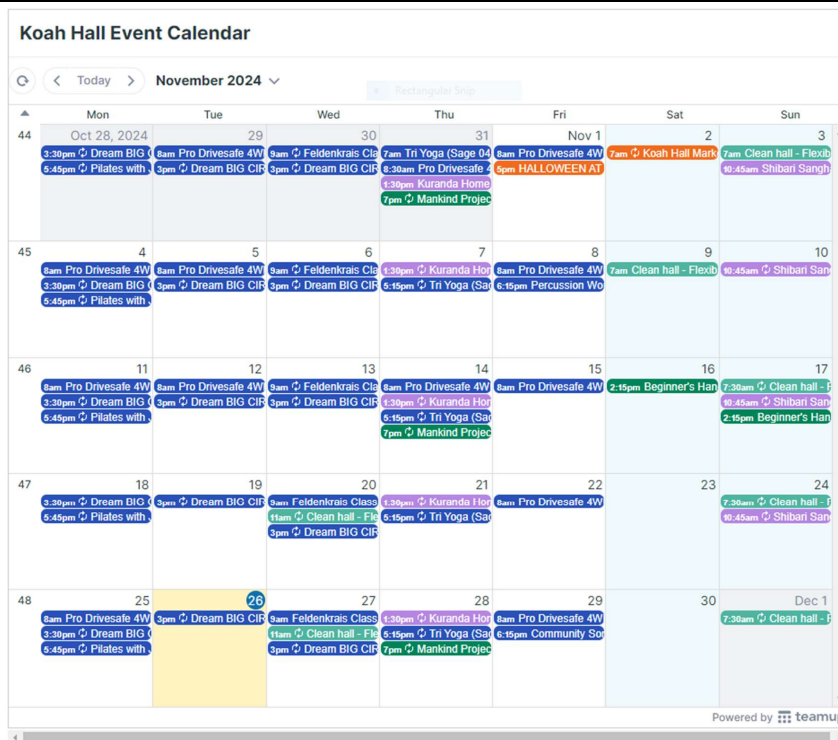 Koah Hall Event Calendar
Today
November 2024
Rectangular Snip
Mon Tue Wed Thu Fri Sat Sun
44 Oct 28, 2024 29 30 31 Nov 1 2 3
3:30pm Dream BIG 8am Pro Drivesafe 4W 9am Feldenkrais Cla 7am Tri Yoga (Sage 04 8am Pro Drivesafe 4W 7am Koah Hall Mark 7am Clean hall - Flexib
5:45pm Pilates with 3pm Dream BIG CIR 3pm Dream BIG CIR 8:30am Pro Drivesafe 4 5pm HALLOWEEN AT 10:45am Shibari Sangh
1:30pm Kuranda Home
7pm Mankind Projec
45 4 5 6 7 8 9 10
8am Pro Drivesafe 4W 8am Pro Drivesafe 4W 9am Feldenkrais Cla 1:30pm Kuranda Hor 8am Pro Drivesafe 4W 7am Clean hall - Flexib 10:45am Shibari San
3:30pm Dream BIG 3pm Dream BIG CIR 3pm Dream BIG CIR 5:15pm Tri Yoga (Sag 6:15pm Percussion Wo
5:45pm Pilates with
46 11 12 13 14 15 16 17
8am Pro Drivesafe 4W 8am Pro Drivesafe 4W 9am Feldenkrais Cla 8am Pro Drivesafe 4W 8am Pro Drivesafe 4W 2:15pm Beginner's Han 7:30am Clean hall - F
3:30pm Dream BIG 3pm Dream BIG CIR 3pm Dream BIG CIR 1:30pm Kuranda Hor 10:45am Shibari San
5:45pm Pilates with 5:15pm Tri Yoga (Sag 2:15pm Beginner's Han
7pm Mankind Projec
47 18 19 20 21 22 23 24
3:30pm Dream BIG 3pm Dream BIG CIR 9am Feldenkrais Class 1:30pm Kuranda Hor 8am Pro Drivesafe 4W 7:30am Clean hall - F
5:45pm Pilates with 11am Clean hall - Fle 5:15pm Tri Yoga (Sag 10:45am Shibari San
3pm Dream BIG CIR
48 25 26 27 28 29 30 Dec 1
8am Pro Drivesafe 4W 3pm Dream BIG CIR 9am Feldenkrais Class 1:30pm Kuranda Hor 8am Pro Drivesafe 4W 7:30am Clean hall - F
3:30pm Dream BIG 11am Clean hall - Fle 5:15pm Tri Yoga (Sag 6:15pm Community So
5:45pm Pilates with 3pm Dream BIG CIR 7pm Mankind Projec
Powered by teamup